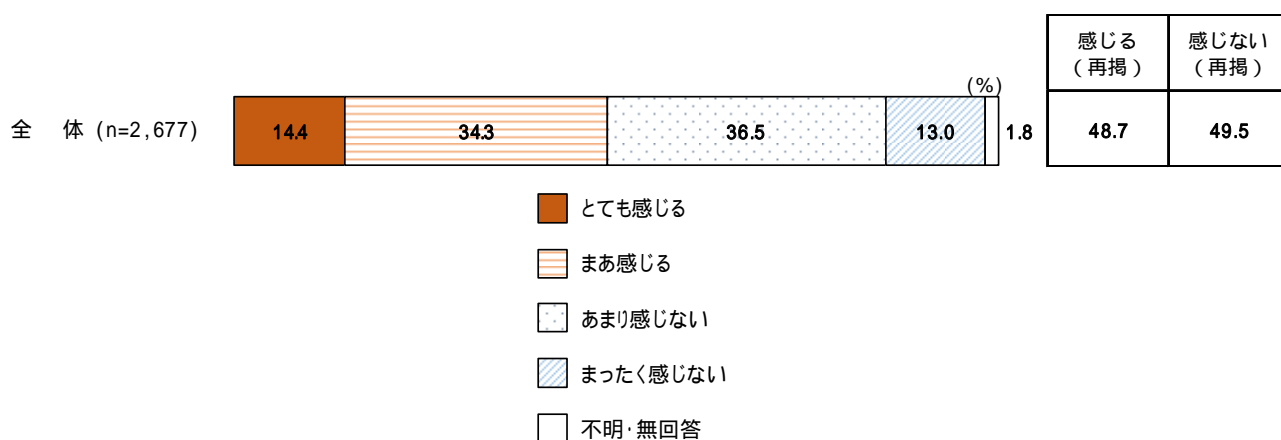 感じる
(再掲)
感じない
(再掲)
(%)
全 体 (n=2,677)
14.4
34.3
36.5
13.0
1.8
48.7
49.5
とても感じる
まあ感じる
あまり感じない
まったく感じない
不明・無回答